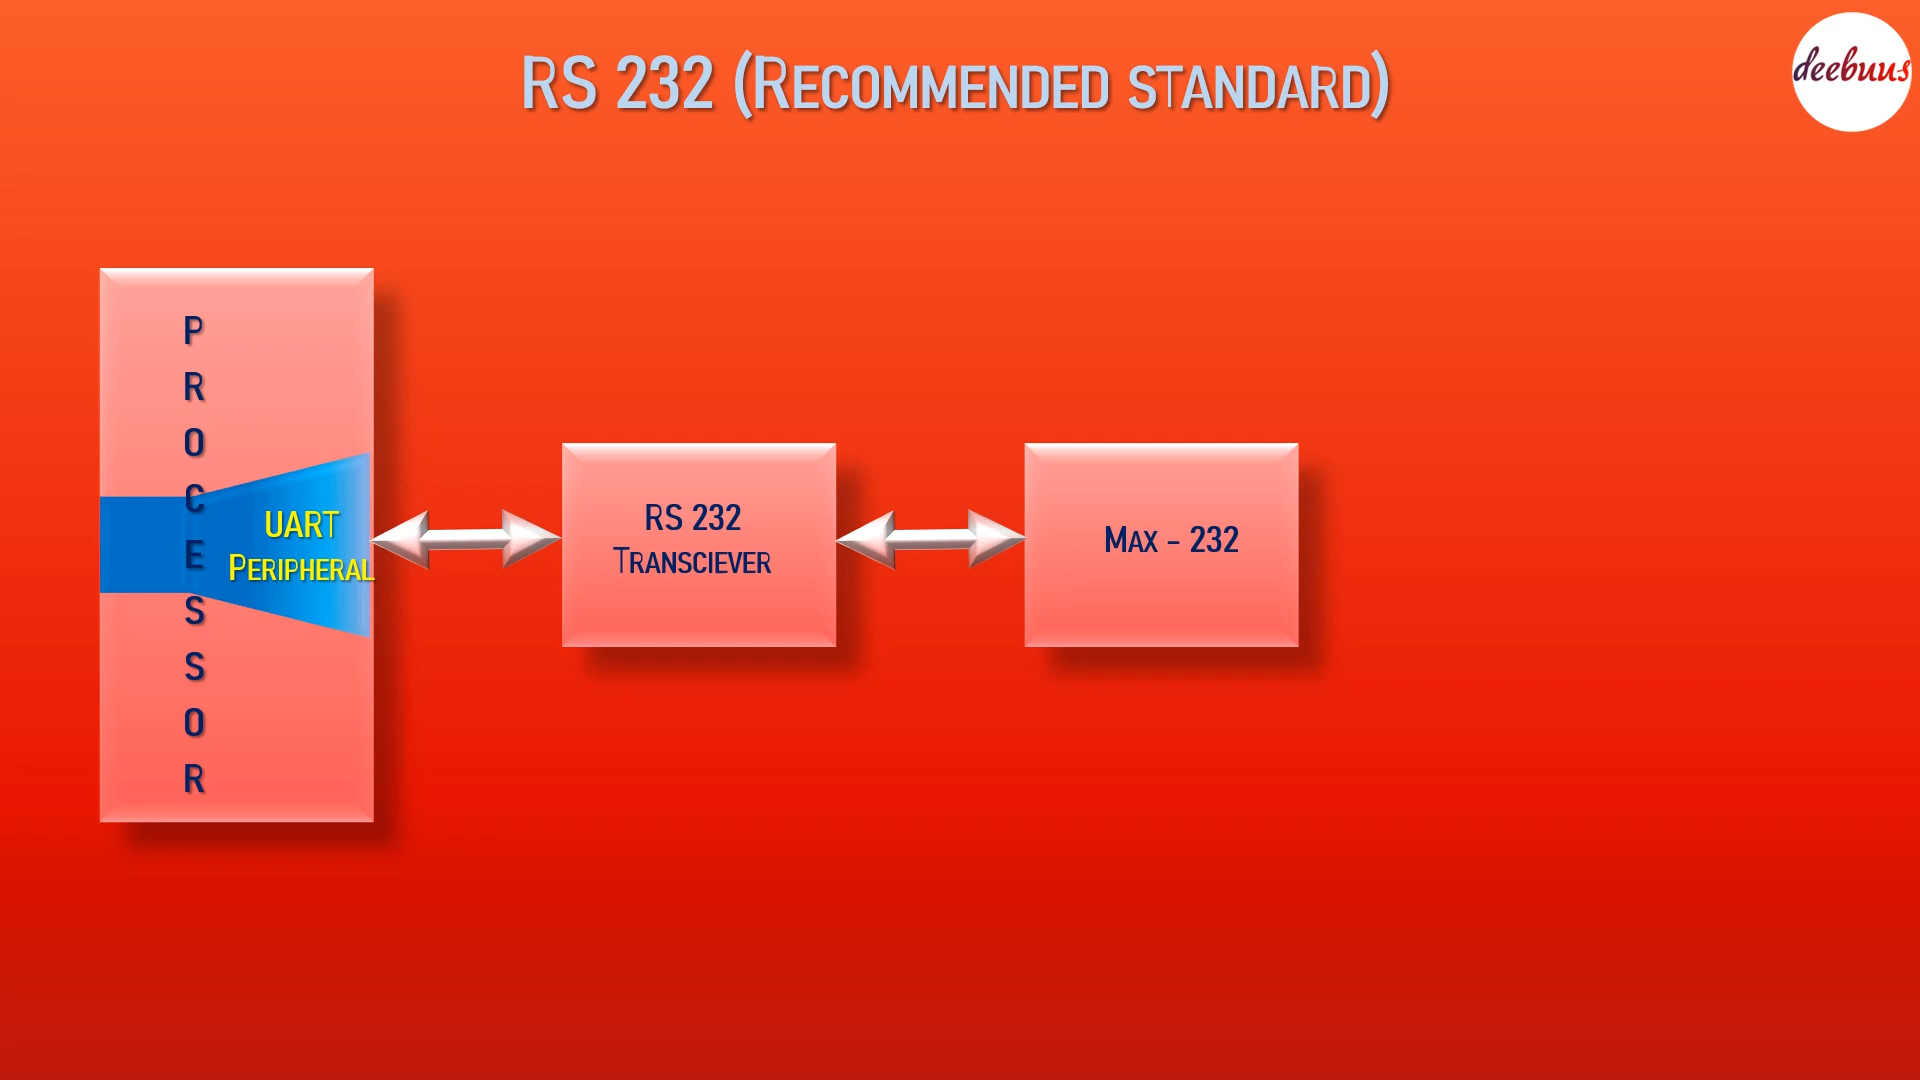 RS 232 (Recommended standard)
deebuus
P
R
O
C
E
S
S
O
R
UART
Peripheral
RS 232
Transciever
Max - 232